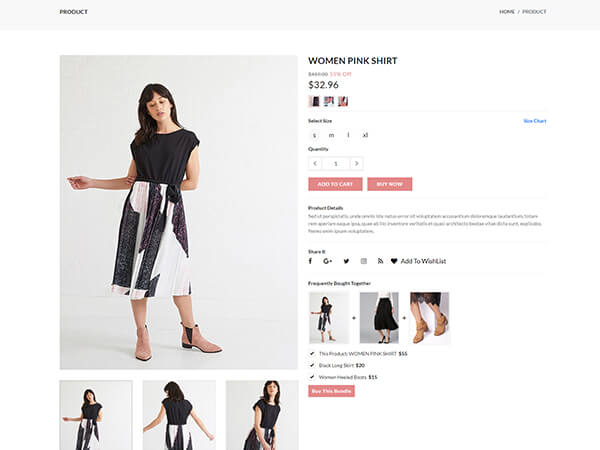 PRODUCT
HOME / PRODUCT
WOMEN PINK SHIRT
$459.00 55% Off
$32.96
Select Size
Size Chart
s m l xl
Quantity
1
ADD TO CART
BUY NOW
Product Details
Sed ut perspiciatis, unde omnis iste natus error sit voluptatem accusantium doloremque laudantium, totam
rem aperiam eaque ipsa, quae ab illo inventore veritatis et quasi architecto beatae vitae dicta sunt, explicabo.
Nemo enim ipsam voluptatem,
Share It
f G+ Add To WishList
Frequently Bought Together
+ +
This Product: WOMEN PINK SHIRT $55
Black Long Skirt $20
Women Heeled Boots $15
Buy This Bundle